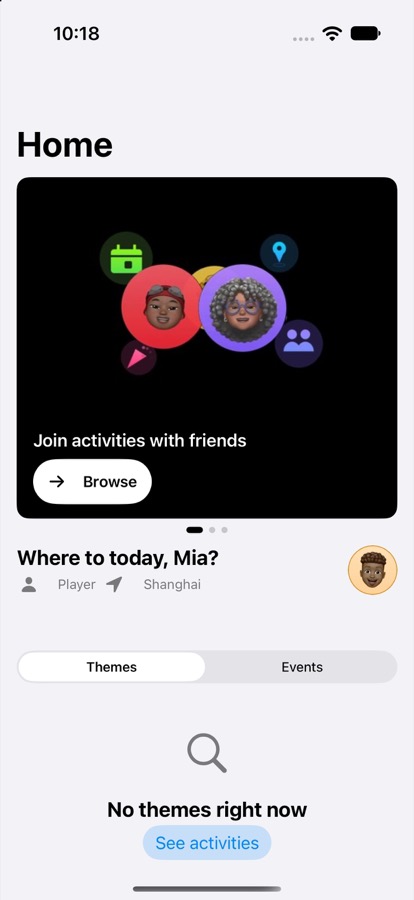 10:18
Home
Join activities with friends
Browse
Where to today, Mia?
Player Shanghai
Themes Events
No themes right now
See activities